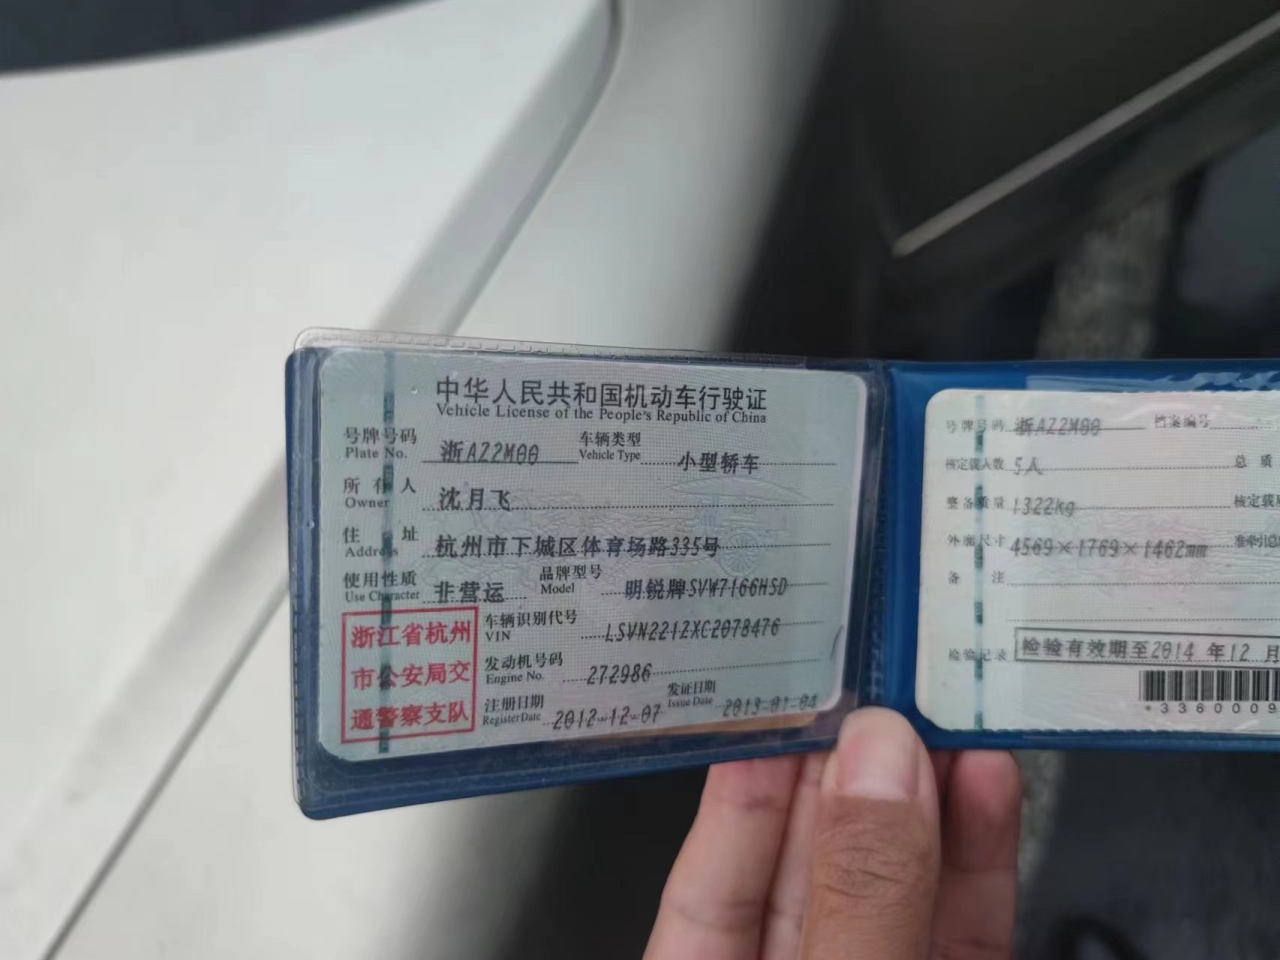 中华人民共和国机动车行驶证
Vehicle License of the People's Republic of China
号牌号码 浙AZ2M00 车辆类型 小型轿车
Plate No. Vehicle Type
所有人 沈月飞
Owner
住址 杭州市下城区体育场路335号
Address
使用性质 非营运 品牌型号 明锐牌SVW7166HSD
Use Character Model
浙江省杭州
市公安局交
通警察支队
车辆识别代号 LSVN221ZXC2078476
VIN
发动机号码 272986
Engine No.
注册日期 2012-12-07 发证日期 2013-01-04
Register Date Issue Date
号牌号码 浙AZ2M00 档案编号
核定载人数 5人 总质
整备质量 1322kg 核定载
外廓尺寸 4569×1769×1462mm 准牵引总
备注
检验记录 检验有效期至2014 年12 月
*3360009